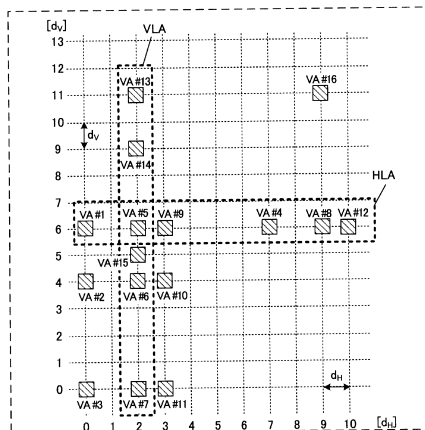 [dV] VLA
13
12
VA #13 VA #16
11
10
dV
9
VA #14
8
7 HLA
VA #1 VA #5 VA #9 VA #4 VA #8 VA #12
6
5 VA #15
4
VA #2 VA #6 VA #10
3
2
1
dH
0
VA #3 VA #7 VA #11
0 1 2 3 4 5 6 7 8 9 10 [dH]